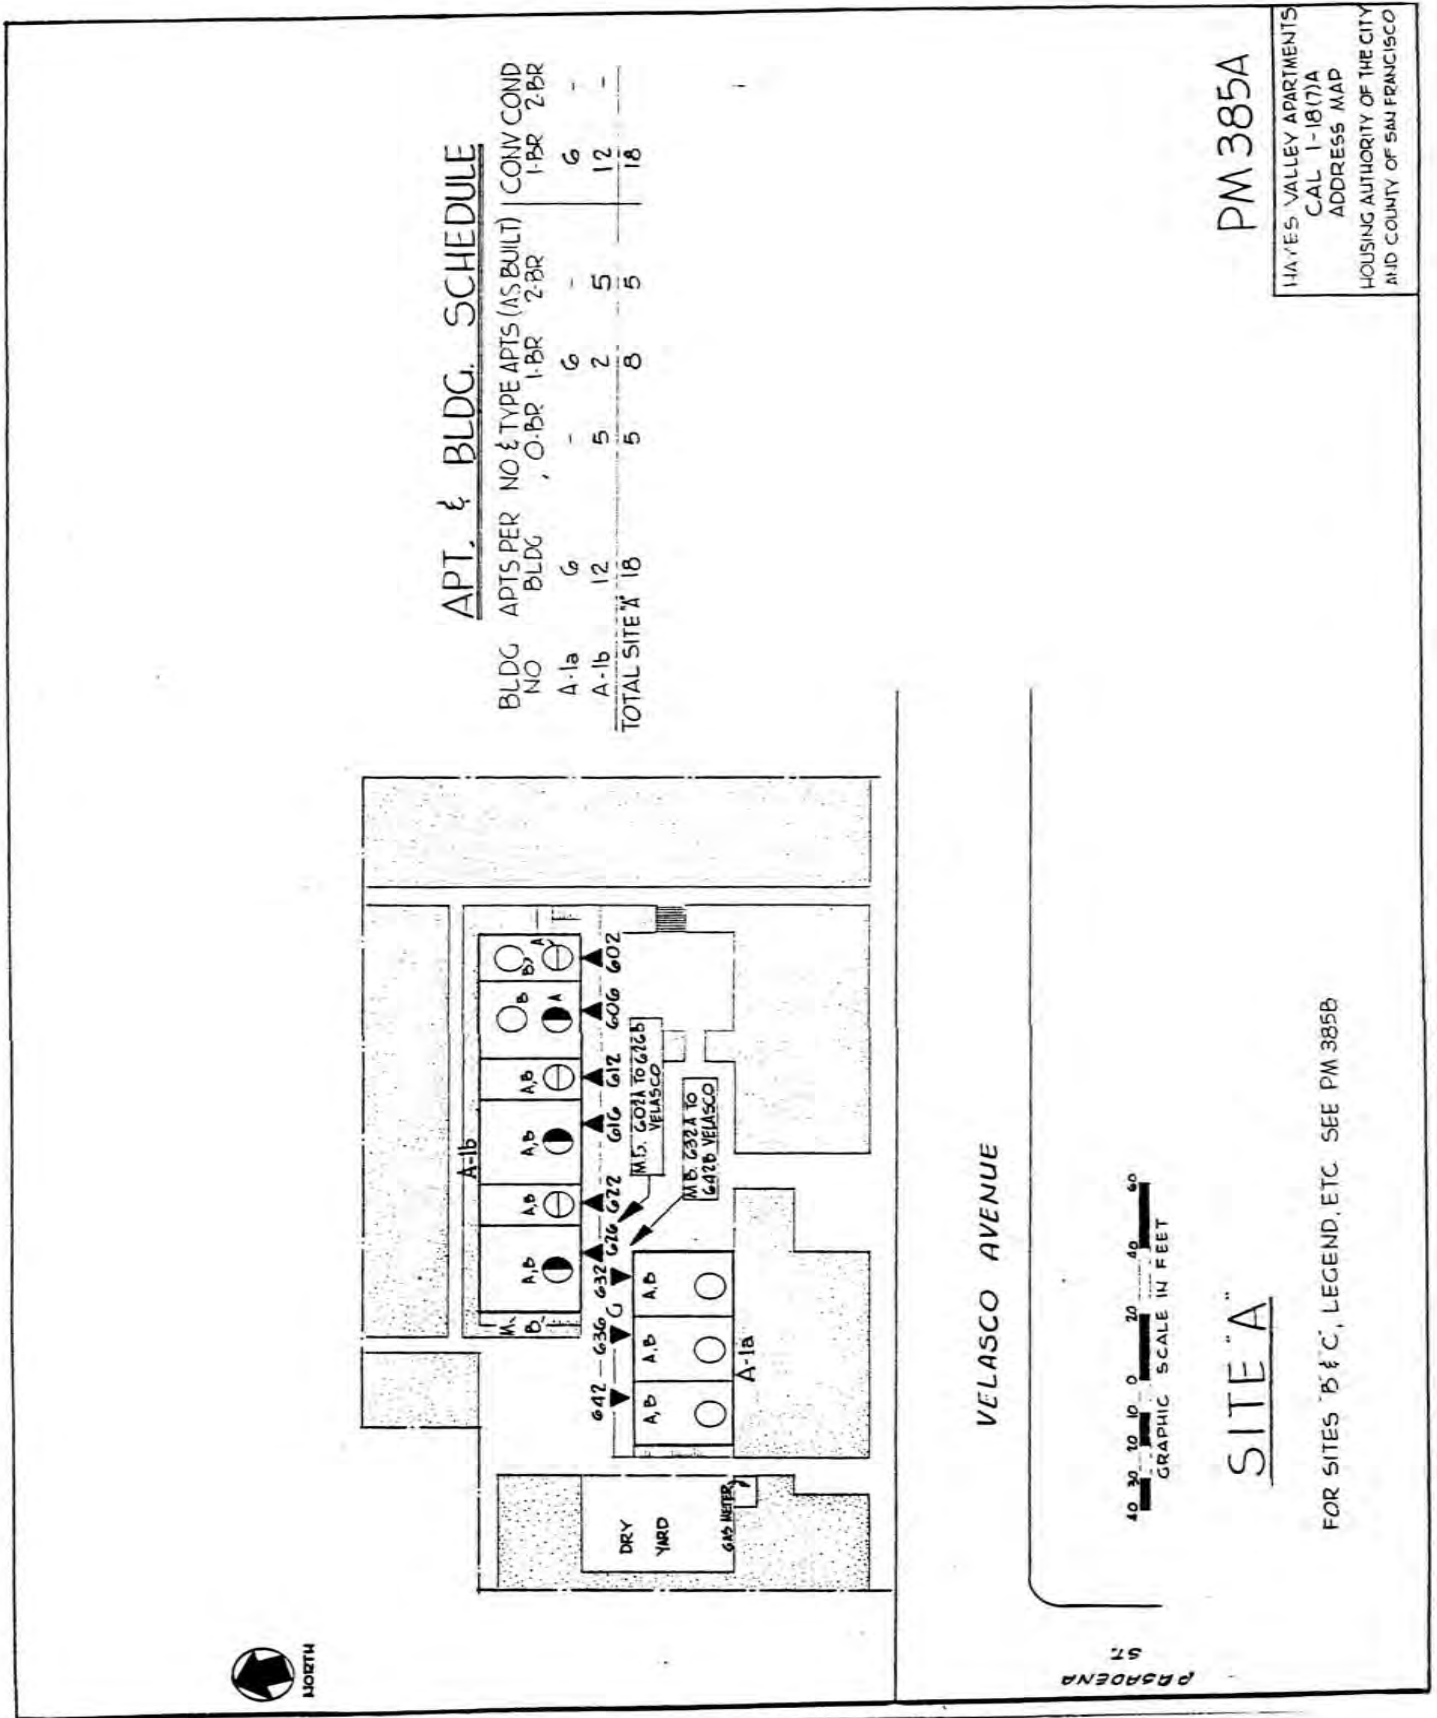 APT. & BLDG. SCHEDULE
BLDG NO APTS PER BLDG NO & TYPE APTS (AS BUILT) CONV COND
O-BR 1-BR 2-BR 1-BR 2-BR
A-1a 6 - 6 - 6 -
A-1b 12 5 2 5 12 -
TOTAL SITE "A" 18 5 8 5 18
A-1b
M.
B.
A,B
A,B
A,B
A,B
B
A
B
A
626
622
616
612
606
602
642
636
G
632
M.B. 602A TO 626B
VELASCO
M.B. 632A TO
642B VELASCO
A,B
A,B
A,B
A-1a
DRY
YARD
GAS METER
NORTH
VELASCO AVENUE
PASADENA
ST.
40 30 20 10 0 20 40 60
GRAPHIC SCALE IN FEET
SITE "A"
FOR SITES "B" & "C", LEGEND, ETC. SEE PM 385B
PM 385A
HAYES VALLEY APARTMENTS
CAL 1-18(7)A
ADDRESS MAP
HOUSING AUTHORITY OF THE CITY
AND COUNTY OF SAN FRANCISCO